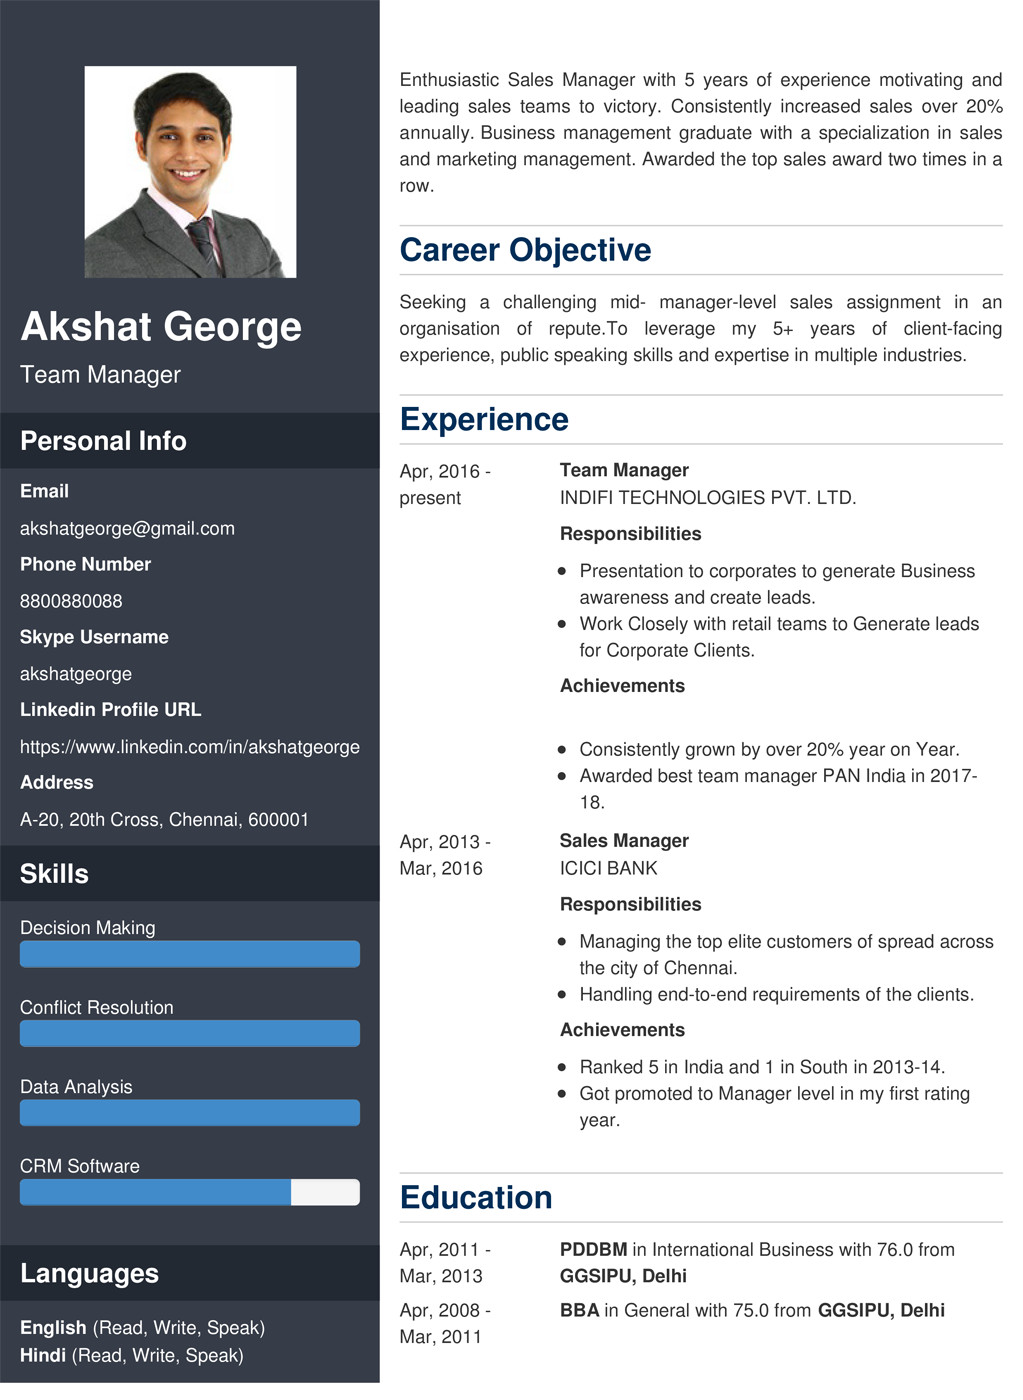 Akshat George
Team Manager
Personal Info
Email
akshatgeorge@gmail.com
Phone Number
8800880088
Skype Username
akshatgeorge
Linkedin Profile URL
https://www.linkedin.com/in/akshatgeorge
Address
A-20, 20th Cross, Chennai, 600001
Skills
Decision Making
Conflict Resolution
Data Analysis
CRM Software
Languages
English (Read, Write, Speak)
Hindi (Read, Write, Speak)
Enthusiastic Sales Manager with 5 years of experience motivating and
leading sales teams to victory. Consistently increased sales over 20%
annually. Business management graduate with a specialization in sales
and marketing management. Awarded the top sales award two times in a
row.
Career Objective
Seeking a challenging mid- manager-level sales assignment in an
organisation of repute.To leverage my 5+ years of client-facing
experience, public speaking skills and expertise in multiple industries.
Experience
Apr, 2016 -
present
Team Manager
INDIFI TECHNOLOGIES PVT. LTD.
Responsibilities
● Presentation to corporates to generate Business
awareness and create leads.
● Work Closely with retail teams to Generate leads
for Corporate Clients.
Achievements
● Consistently grown by over 20% year on Year.
● Awarded best team manager PAN India in 2017-
18.
Apr, 2013 -
Mar, 2016
Sales Manager
ICICI BANK
Responsibilities
● Managing the top elite customers of spread across
the city of Chennai.
● Handling end-to-end requirements of the clients.
Achievements
● Ranked 5 in India and 1 in South in 2013-14.
● Got promoted to Manager level in my first rating
year.
Education
Apr, 2011 -
Mar, 2013
PDDBM in International Business with 76.0 from
GGSIPU, Delhi
Apr, 2008 -
Mar, 2011
BBA in General with 75.0 from GGSIPU, Delhi